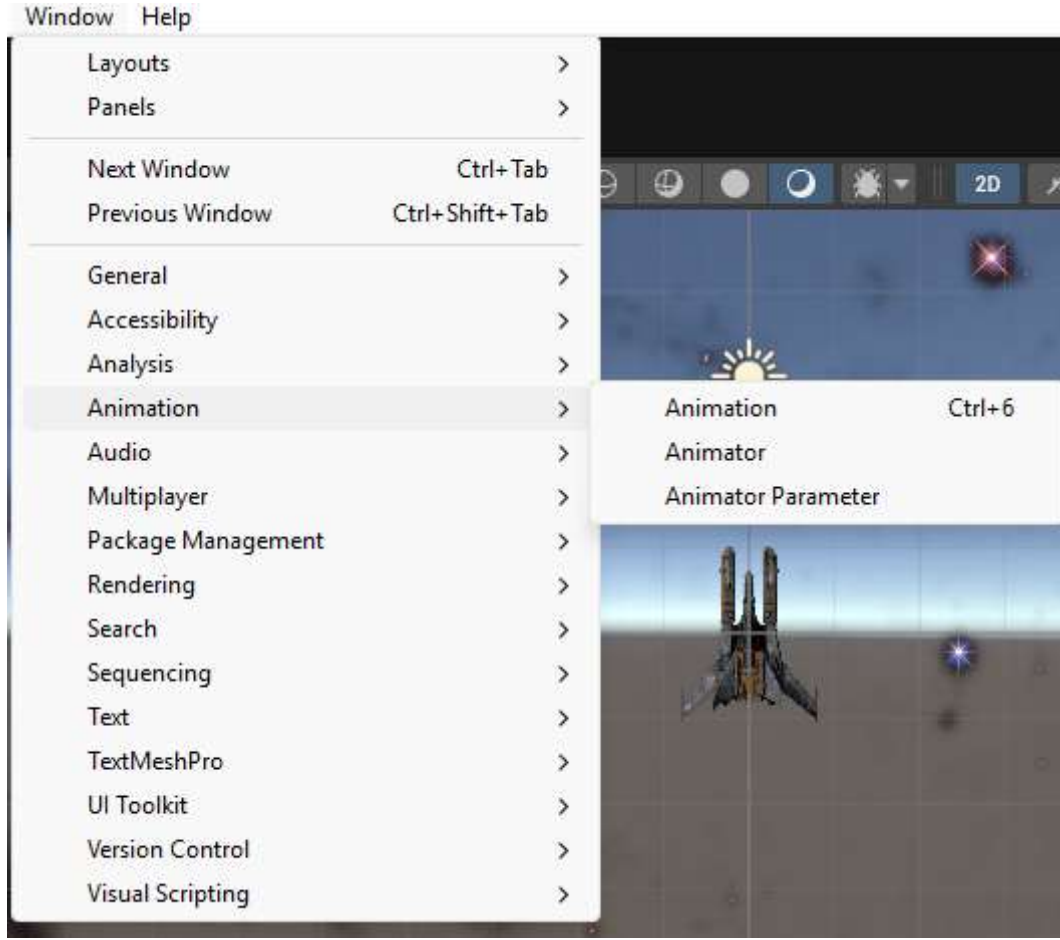 Window Help
Layouts
Panels
Next Window Ctrl+Tab
Previous Window Ctrl+Shift+Tab
2D
General
Accessibility
Analysis
Animation
Animation Ctrl+6
Audio
Animator
Multiplayer
Animator Parameter
Package Management
Rendering
Search
Sequencing
Text
TextMeshPro
UI Toolkit
Version Control
Visual Scripting